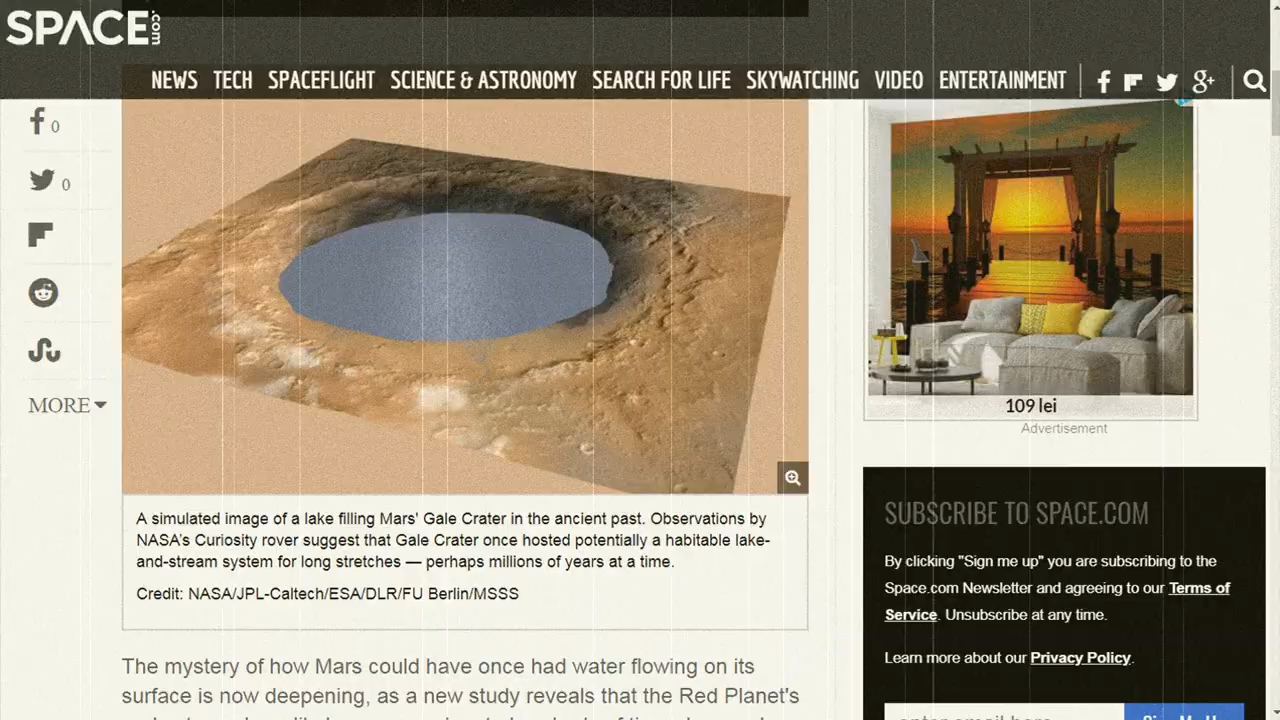 SPACE.com
NEWS TECH SPACEFLIGHT SCIENCE & ASTRONOMY SEARCH FOR LIFE SKYWATCHING VIDEO ENTERTAINMENT
0
0
MORE
A simulated image of a lake filling Mars' Gale Crater in the ancient past. Observations by
NASA's Curiosity rover suggest that Gale Crater once hosted potentially a habitable lake-
and-stream system for long stretches — perhaps millions of years at a time.
Credit: NASA/JPL-Caltech/ESA/DLR/FU Berlin/MSSS
The mystery of how Mars could have once had water flowing on its
surface is now deepening, as a new study reveals that the Red Planet's
109 lei
Advertisement
SUBSCRIBE TO SPACE.COM
By clicking "Sign me up" you are subscribing to the
Space.com Newsletter and agreeing to our Terms of
Service. Unsubscribe at any time.
Learn more about our Privacy Policy.
enter email here